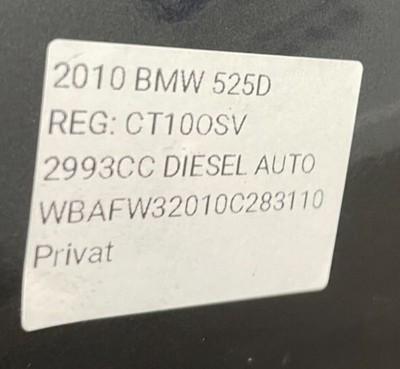 2010 BMW 525D
REG: CT10OSV
2993CC DIESEL AUTO
WBAFW32010C283110
Privat